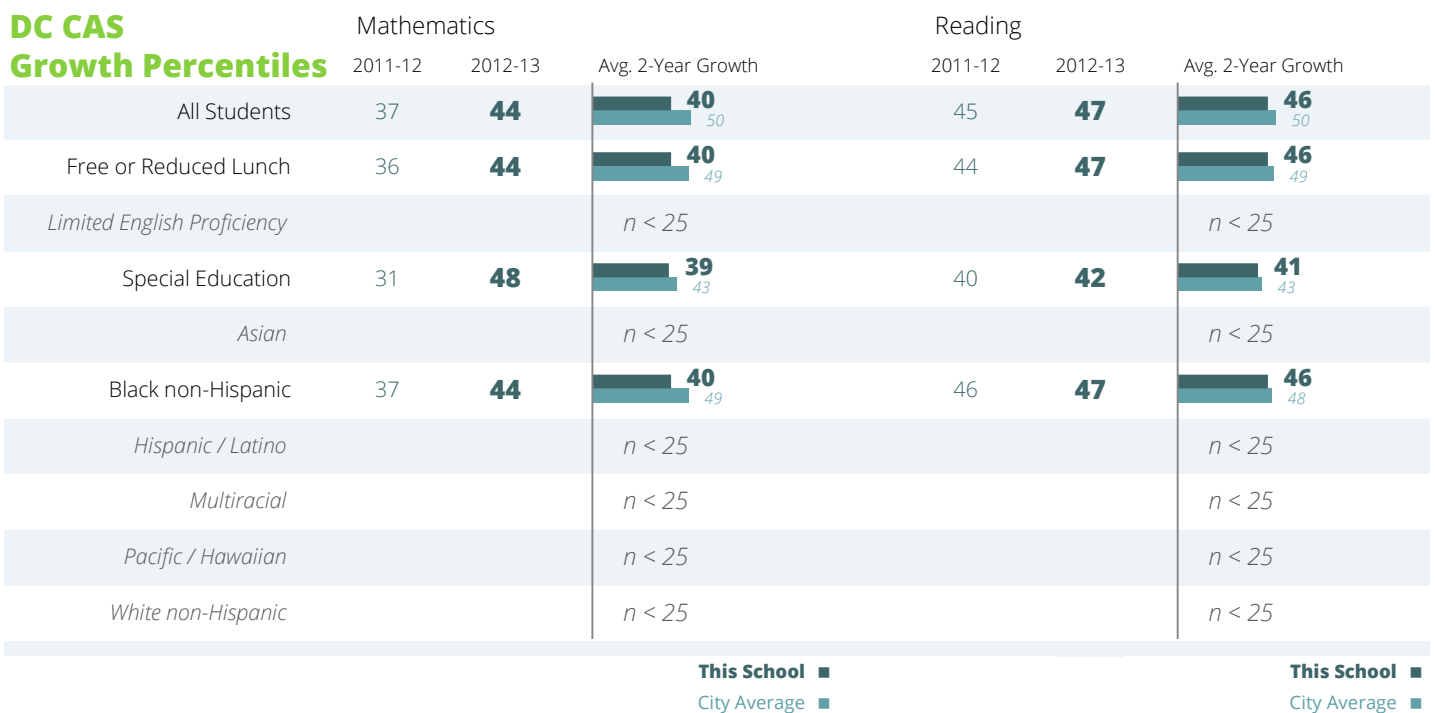 DC CAS
Growth Percentiles
Mathematics Reading
2011-12 2012-13 Avg. 2-Year Growth 2011-12 2012-13 Avg. 2-Year Growth
All Students 37 44 40 50 45 47 46 50
Free or Reduced Lunch 36 44 40 49 44 47 46 49
Limited English Proficiency n < 25 n < 25
Special Education 31 48 39 43 40 42 41 43
Asian n < 25 n < 25
Black non-Hispanic 37 44 40 49 46 47 46 48
Hispanic / Latino n < 25 n < 25
Multiracial n < 25 n < 25
Pacific / Hawaiian n < 25 n < 25
White non-Hispanic n < 25 n < 25
This School This School
City Average City Average